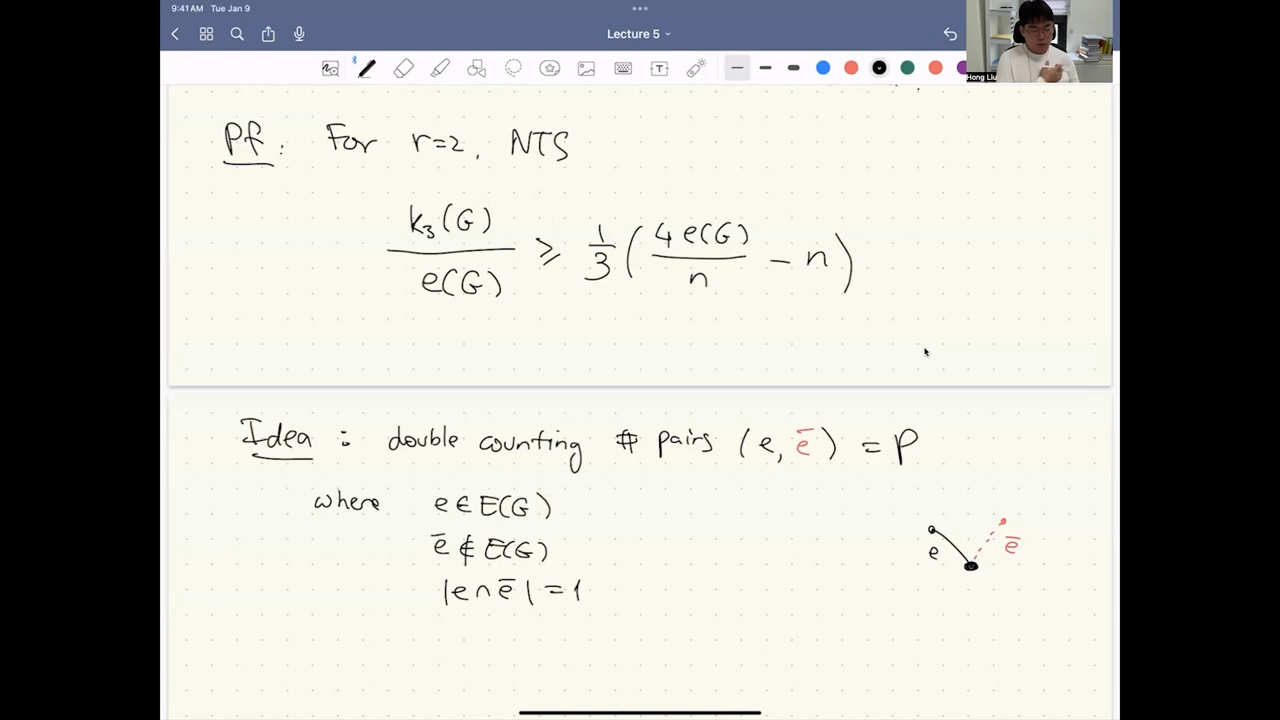 9:41 AM Tue Jan 9
Lecture 5
Hong Liu
Pf: For r=2, NTS
k₃(G) / e(G) ≥ 1/3 ( 4e(G) / n − n )
Idea: double counting # pairs (e, ē) = P
where e ∈ E(G)
ē ∉ E(G)
|e ∩ ē| = 1
e ē